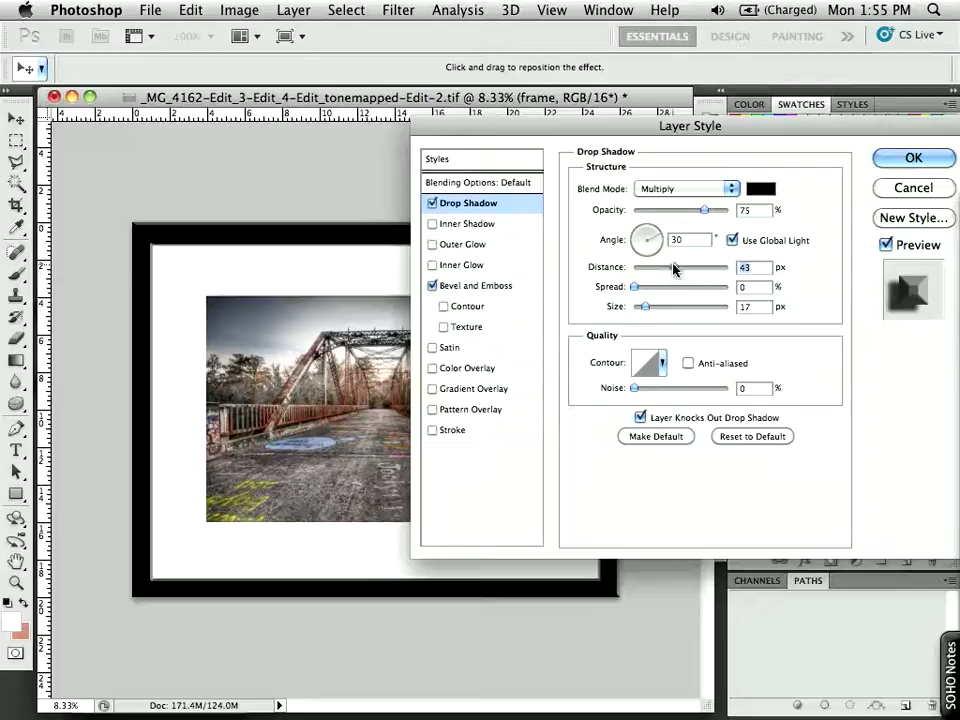 Photoshop File Edit Image Layer Select Filter Analysis 3D View Window Help (Charged) Mon 1:55 PM
Ps Br Mb 100% ESSENTIALS DESIGN PAINTING CS Live
Click and drag to reposition the effect.
_MG_4162-Edit_3-Edit_4-Edit_tonemapped-Edit-2.tif @ 8.33% (frame, RGB/16*) *
COLOR SWATCHES STYLES
Layer Style
Styles
Blending Options: Default
Drop Shadow
Inner Shadow
Outer Glow
Inner Glow
Bevel and Emboss
Contour
Texture
Satin
Color Overlay
Gradient Overlay
Pattern Overlay
Stroke
Drop Shadow
Structure
Blend Mode: Multiply
Opacity: 75 %
Angle: 30 ° Use Global Light
Distance: 43 px
Spread: 0 %
Size: 17 px
Quality
Contour: Anti-aliased
Noise: 0 %
Layer Knocks Out Drop Shadow
Make Default Reset to Default
OK
Cancel
New Style...
Preview
CHANNELS PATHS
SOHO Notes
8.33% Doc: 171.4M/124.0M